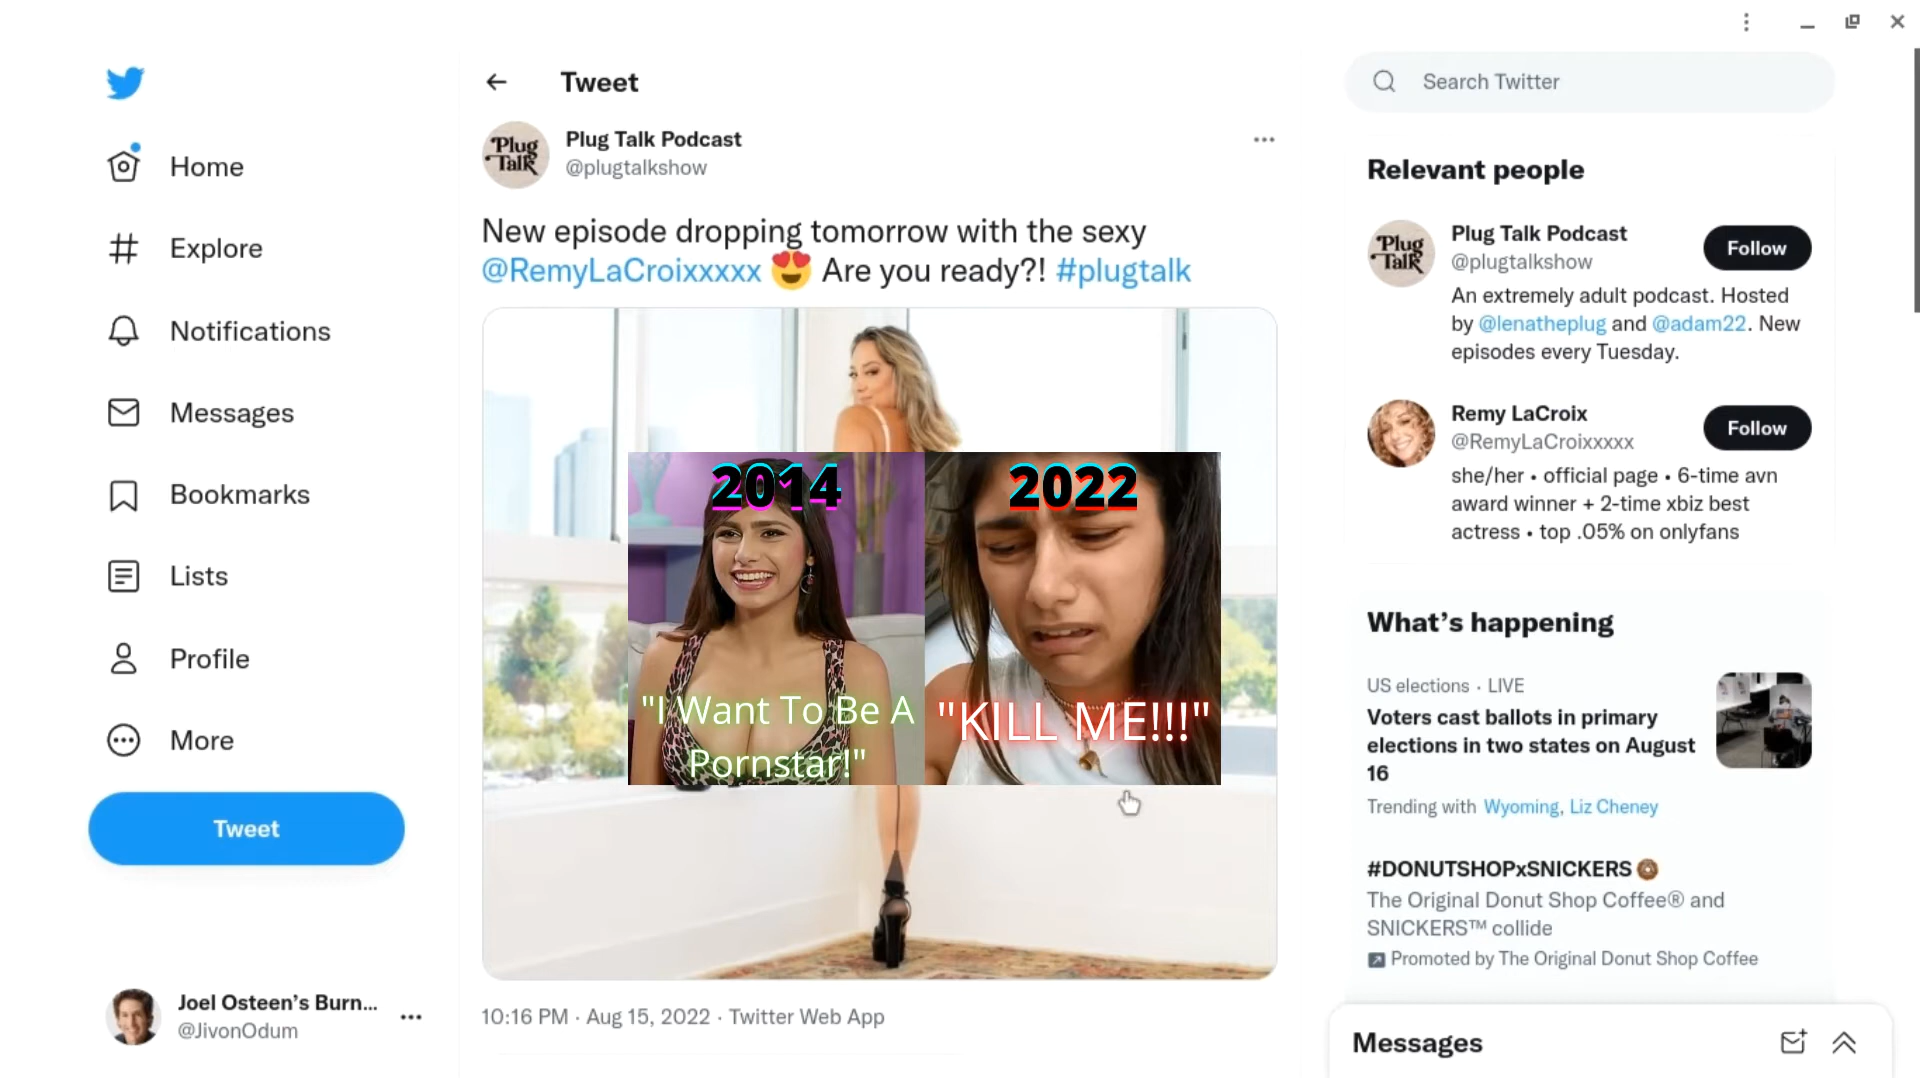 Tweet
Search Twitter
Plug Talk
Plug Talk Podcast
@plugtalkshow
New episode dropping tomorrow with the sexy
@RemyLaCroixxxxx 😍 Are you ready?! #plugtalk
2014
2022
"I Want To Be A
Pornstar!"
"KILL ME!!!"
10:16 PM · Aug 15, 2022 · Twitter Web App
Home
Explore
Notifications
Messages
Bookmarks
Lists
Profile
More
Tweet
Joel Osteen's Burn...
@JivonOdum
Relevant people
Plug Talk
Plug Talk Podcast
@plugtalkshow
Follow
An extremely adult podcast. Hosted
by @lenatheplug and @adam22. New
episodes every Tuesday.
Remy LaCroix
@RemyLaCroixxxxx
Follow
she/her • official page • 6-time avn
award winner + 2-time xbiz best
actress • top .05% on onlyfans
What's happening
US elections · LIVE
Voters cast ballots in primary
elections in two states on August
16
Trending with Wyoming, Liz Cheney
#DONUTSHOPxSNICKERS
The Original Donut Shop Coffee® and
SNICKERS™ collide
Promoted by The Original Donut Shop Coffee
Messages